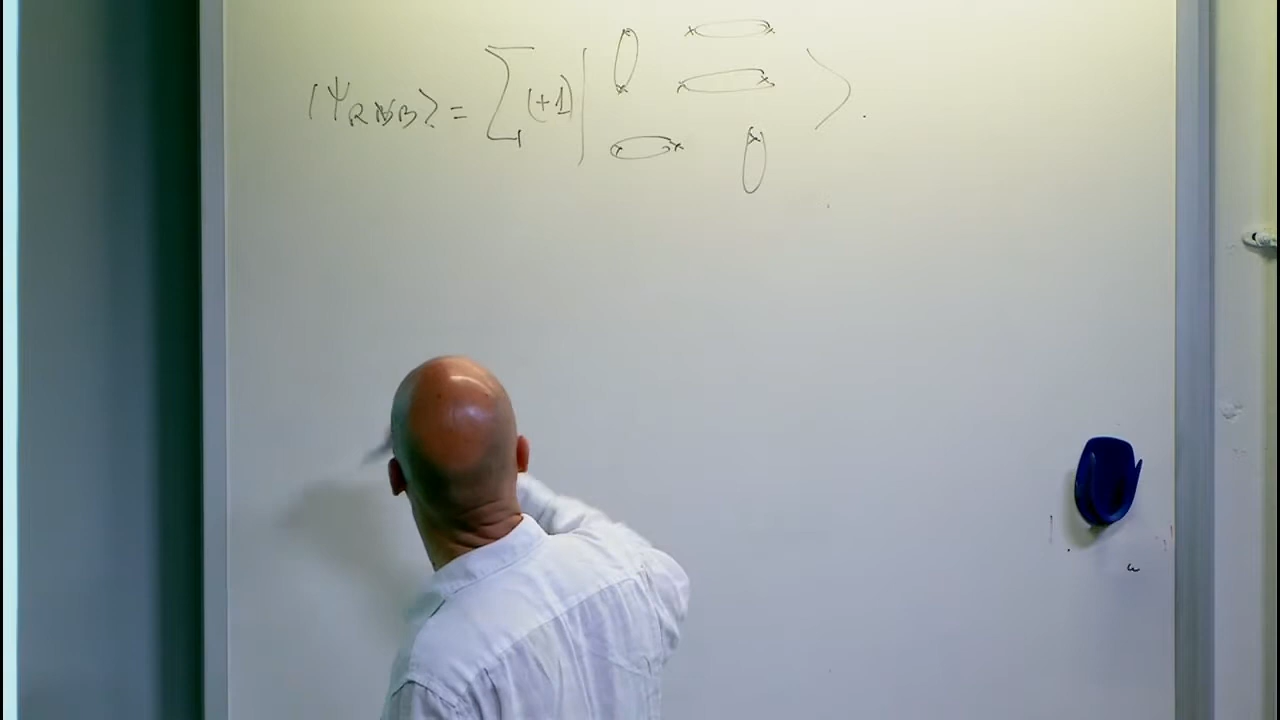 |Ψ_RVB⟩ = ∑ (+1) | ⟩.